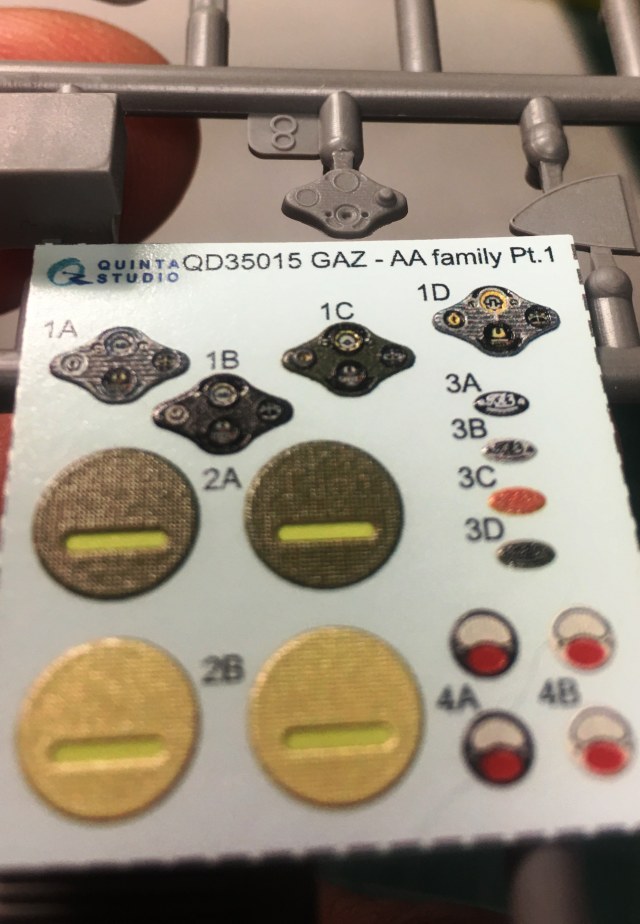 8
QUINTA
STUDIO
QD35015 GAZ - AA family Pt.1
1A
1B
1C
1D
3A
3B
3C
3D
2A
2B
4A
4B